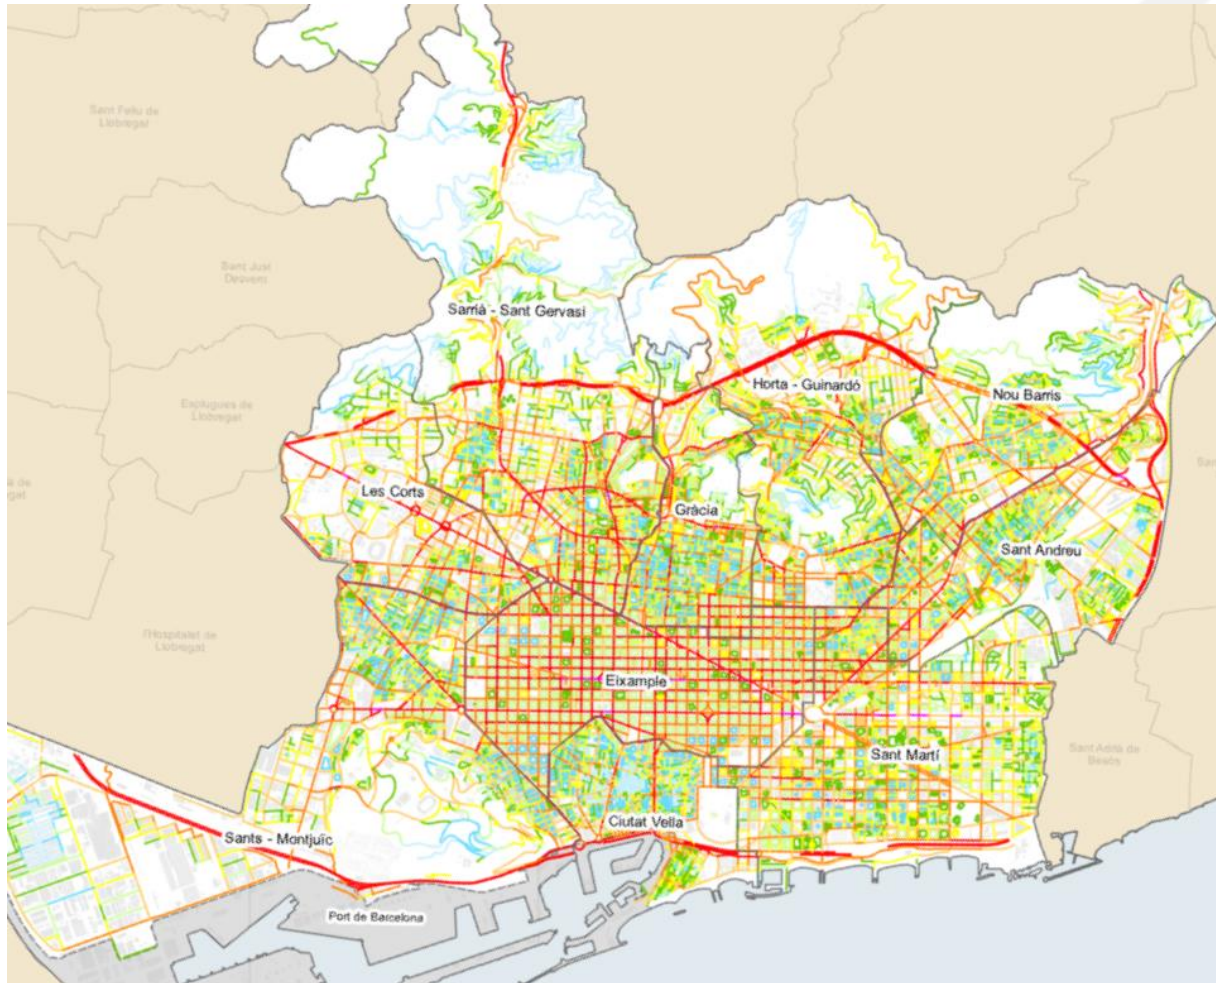 Sant Feliu de
Llobregat
Sant Just
Desvern
Sarrià - Sant Gervasi
Horta - Guinardó
Nou Barris
Esplugues de
Llobregat
Les Corts
Gràcia
Sant Andreu
l'Hospitalet de
Llobregat
Eixample
Sant Martí
Sant Adrià de
Besòs
Ciutat Vella
Sants - Montjuïc
Port de Barcelona